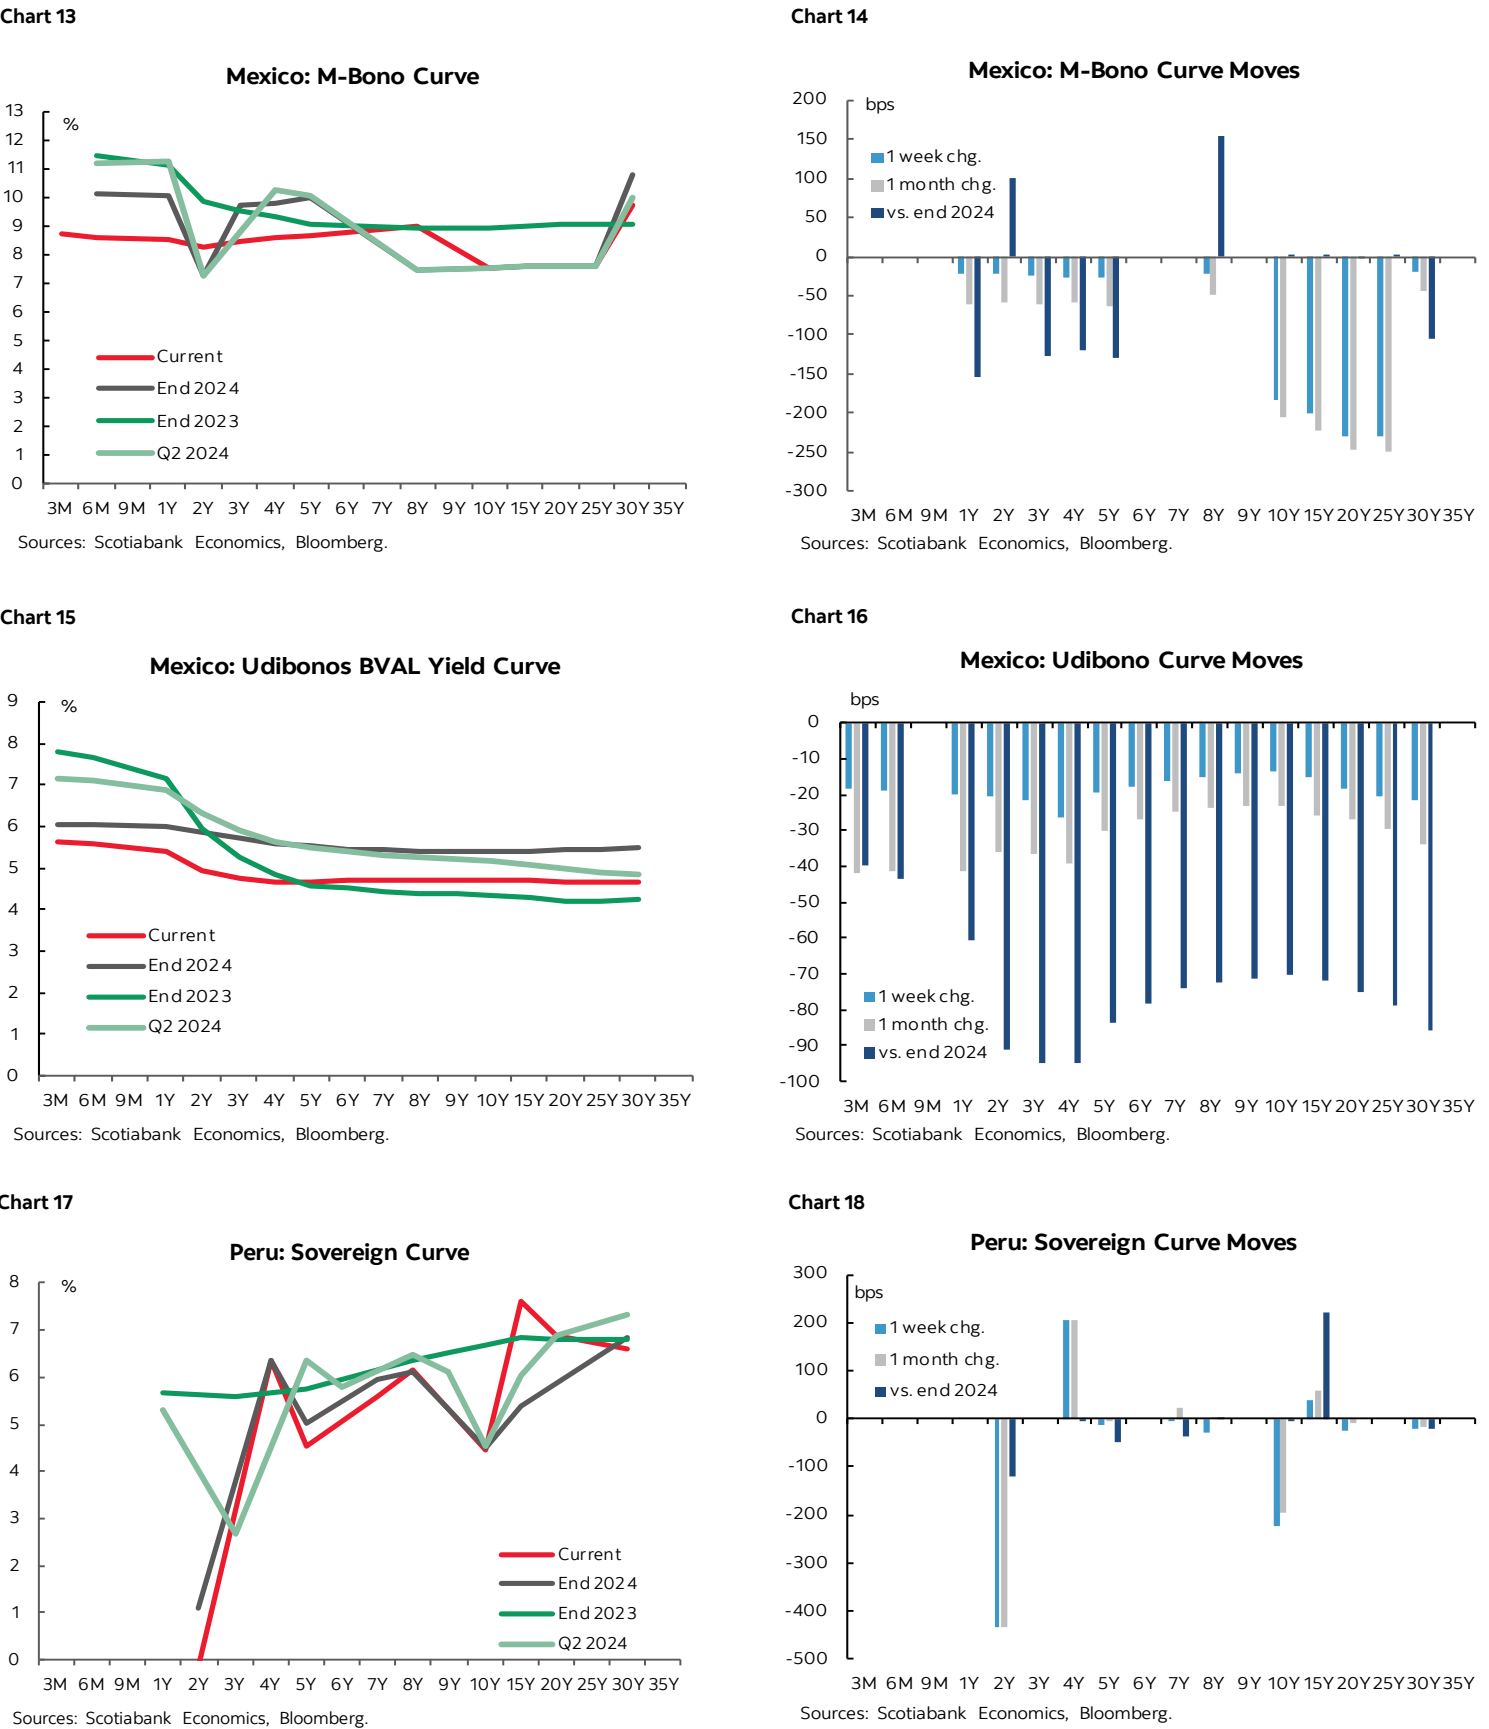 Chart 13
Mexico: M-Bono Curve
%
13
12
11
10
9
8
7
6
5
4
3
2
1
0
Current
End 2024
End 2023
Q2 2024
3M 6M 9M 1Y 2Y 3Y 4Y 5Y 6Y 7Y 8Y 9Y 10Y 15Y 20Y 25Y 30Y 35Y
Sources: Scotiabank Economics, Bloomberg.
Chart 14
Mexico: M-Bono Curve Moves
bps
200
150
100
50
0
-50
-100
-150
-200
-250
-300
1 week chg.
1 month chg.
vs. end 2024
3M 6M 9M 1Y 2Y 3Y 4Y 5Y 6Y 7Y 8Y 9Y 10Y 15Y 20Y 25Y 30Y 35Y
Sources: Scotiabank Economics, Bloomberg.
Chart 15
Mexico: Udibonos BVAL Yield Curve
%
9
8
7
6
5
4
3
2
1
0
Current
End 2024
End 2023
Q2 2024
3M 6M 9M 1Y 2Y 3Y 4Y 5Y 6Y 7Y 8Y 9Y 10Y 15Y 20Y 25Y 30Y 35Y
Sources: Scotiabank Economics, Bloomberg.
Chart 16
Mexico: Udibono Curve Moves
bps
0
-10
-20
-30
-40
-50
-60
-70
-80
-90
-100
1 week chg.
1 month chg.
vs. end 2024
3M 6M 9M 1Y 2Y 3Y 4Y 5Y 6Y 7Y 8Y 9Y 10Y 15Y 20Y 25Y 30Y 35Y
Sources: Scotiabank Economics, Bloomberg.
Chart 17
Peru: Sovereign Curve
%
8
7
6
5
4
3
2
1
0
Current
End 2024
End 2023
Q2 2024
3M 6M 9M 1Y 2Y 3Y 4Y 5Y 6Y 7Y 8Y 9Y 10Y 15Y 20Y 25Y 30Y 35Y
Sources: Scotiabank Economics, Bloomberg.
Chart 18
Peru: Sovereign Curve Moves
bps
300
200
100
0
-100
-200
-300
-400
-500
1 week chg.
1 month chg.
vs. end 2024
3M 6M 9M 1Y 2Y 3Y 4Y 5Y 6Y 7Y 8Y 9Y 10Y 15Y 20Y 25Y 30Y 35Y
Sources: Scotiabank Economics, Bloomberg.